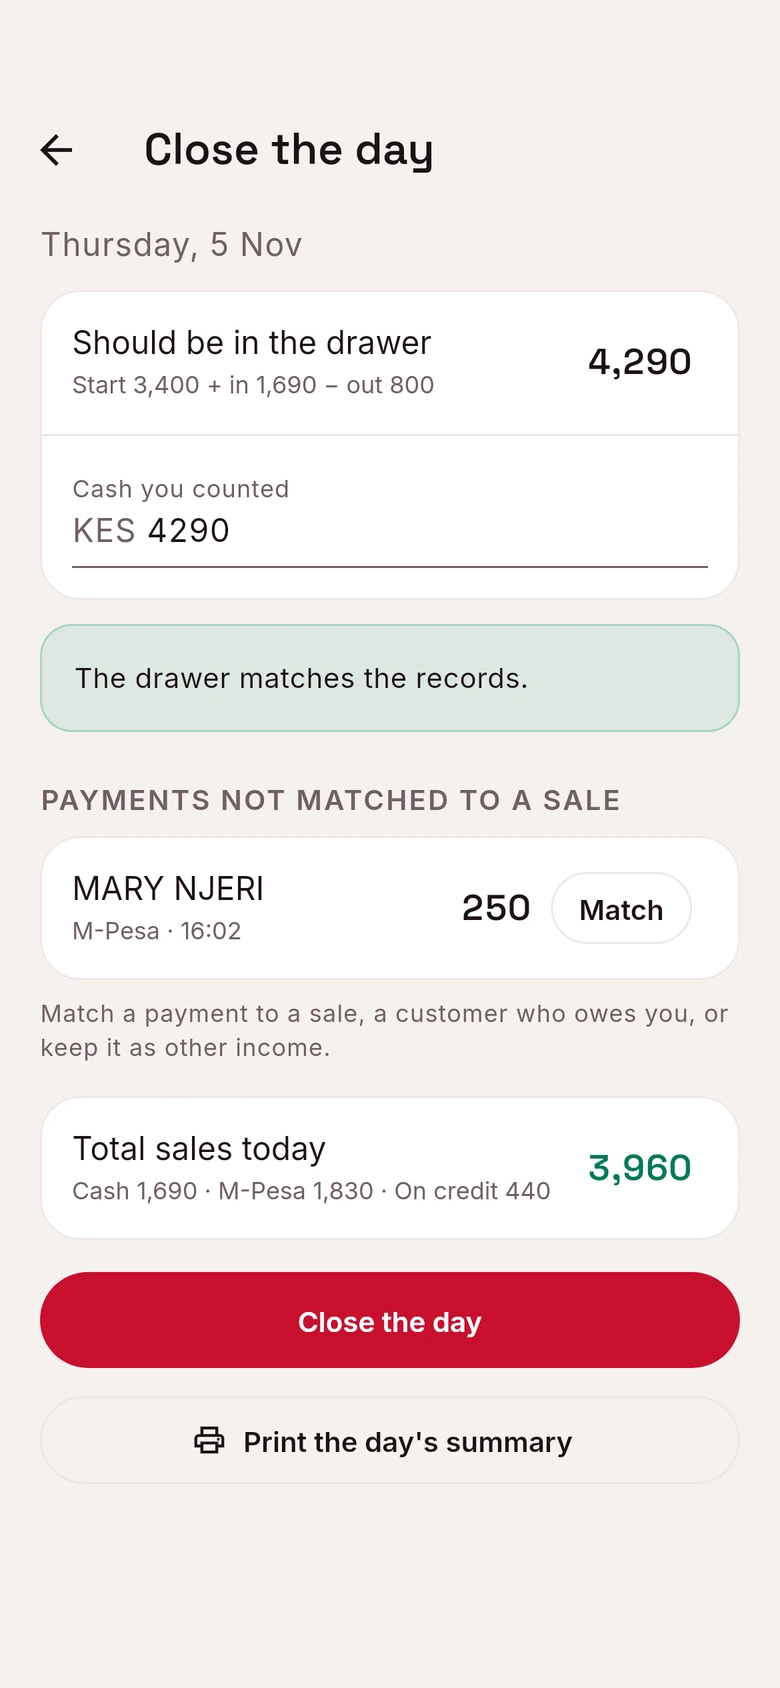 Close the day
Thursday, 5 Nov
Should be in the drawer
Start 3,400 + in 1,690 − out 800
4,290
Cash you counted
KES 4290
The drawer matches the records.
PAYMENTS NOT MATCHED TO A SALE
MARY NJERI
M-Pesa · 16:02
250
Match
Match a payment to a sale, a customer who owes you, or
keep it as other income.
Total sales today
Cash 1,690 · M-Pesa 1,830 · On credit 440
3,960
Close the day
Print the day's summary